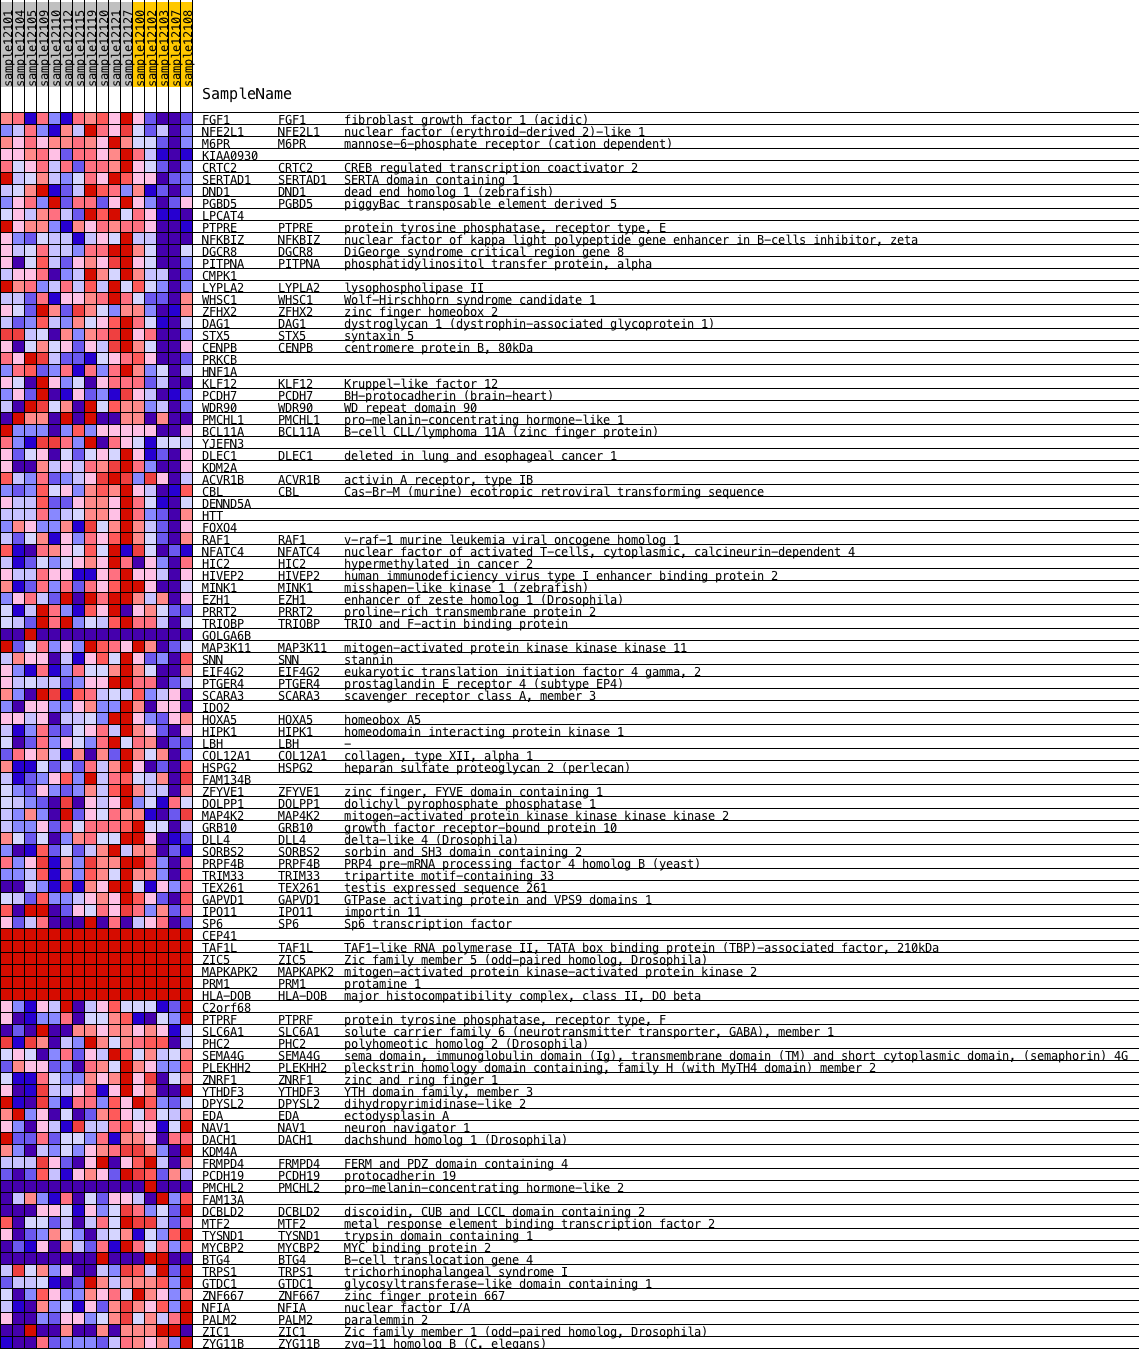 sample12101
sample12104
sample12105
sample12109
sample12110
sample12112
sample12115
sample12119
sample12120
sample12121
sample12127
sample12100
sample12102
sample12103
sample12107
sample12108
SampleName
FGF1 FGF1 fibroblast growth factor 1 (acidic)
NFE2L1 NFE2L1 nuclear factor (erythroid-derived 2)-like 1
M6PR M6PR mannose-6-phosphate receptor (cation dependent)
KIAA0930
CRTC2 CRTC2 CREB regulated transcription coactivator 2
SERTAD1 SERTAD1 SERTA domain containing 1
DND1 DND1 dead end homolog 1 (zebrafish)
PGBD5 PGBD5 piggyBac transposable element derived 5
LPCAT4
PTPRE PTPRE protein tyrosine phosphatase, receptor type, E
NFKBIZ NFKBIZ nuclear factor of kappa light polypeptide gene enhancer in B-cells inhibitor, zeta
DGCR8 DGCR8 DiGeorge syndrome critical region gene 8
PITPNA PITPNA phosphatidylinositol transfer protein, alpha
CMPK1
LYPLA2 LYPLA2 lysophospholipase II
WHSC1 WHSC1 Wolf-Hirschhorn syndrome candidate 1
ZFHX2 ZFHX2 zinc finger homeobox 2
DAG1 DAG1 dystroglycan 1 (dystrophin-associated glycoprotein 1)
STX5 STX5 syntaxin 5
CENPB CENPB centromere protein B, 80kDa
PRKCB
HNF1A
KLF12 KLF12 Kruppel-like factor 12
PCDH7 PCDH7 BH-protocadherin (brain-heart)
WDR90 WDR90 WD repeat domain 90
PMCHL1 PMCHL1 pro-melanin-concentrating hormone-like 1
BCL11A BCL11A B-cell CLL/lymphoma 11A (zinc finger protein)
YJEFN3
DLEC1 DLEC1 deleted in lung and esophageal cancer 1
KDM2A
ACVR1B ACVR1B activin A receptor, type IB
CBL CBL Cas-Br-M (murine) ecotropic retroviral transforming sequence
DENND5A
HTT
FOXO4
RAF1 RAF1 v-raf-1 murine leukemia viral oncogene homolog 1
NFATC4 NFATC4 nuclear factor of activated T-cells, cytoplasmic, calcineurin-dependent 4
HIC2 HIC2 hypermethylated in cancer 2
HIVEP2 HIVEP2 human immunodeficiency virus type I enhancer binding protein 2
MINK1 MINK1 misshapen-like kinase 1 (zebrafish)
EZH1 EZH1 enhancer of zeste homolog 1 (Drosophila)
PRRT2 PRRT2 proline-rich transmembrane protein 2
TRIOBP TRIOBP TRIO and F-actin binding protein
GOLGA6B
MAP3K11 MAP3K11 mitogen-activated protein kinase kinase kinase 11
SNN SNN stannin
EIF4G2 EIF4G2 eukaryotic translation initiation factor 4 gamma, 2
PTGER4 PTGER4 prostaglandin E receptor 4 (subtype EP4)
SCARA3 SCARA3 scavenger receptor class A, member 3
IDO2
HOXA5 HOXA5 homeobox A5
HIPK1 HIPK1 homeodomain interacting protein kinase 1
LBH LBH -
COL12A1 COL12A1 collagen, type XII, alpha 1
HSPG2 HSPG2 heparan sulfate proteoglycan 2 (perlecan)
FAM134B
ZFYVE1 ZFYVE1 zinc finger, FYVE domain containing 1
DOLPP1 DOLPP1 dolichyl pyrophosphate phosphatase 1
MAP4K2 MAP4K2 mitogen-activated protein kinase kinase kinase kinase 2
GRB10 GRB10 growth factor receptor-bound protein 10
DLL4 DLL4 delta-like 4 (Drosophila)
SORBS2 SORBS2 sorbin and SH3 domain containing 2
PRPF4B PRPF4B PRP4 pre-mRNA processing factor 4 homolog B (yeast)
TRIM33 TRIM33 tripartite motif-containing 33
TEX261 TEX261 testis expressed sequence 261
GAPVD1 GAPVD1 GTPase activating protein and VPS9 domains 1
IPO11 IPO11 importin 11
SP6 SP6 Sp6 transcription factor
CEP41
TAF1L TAF1L TAF1-like RNA polymerase II, TATA box binding protein (TBP)-associated factor, 210kDa
ZIC5 ZIC5 Zic family member 5 (odd-paired homolog, Drosophila)
MAPKAPK2 MAPKAPK2 mitogen-activated protein kinase-activated protein kinase 2
PRM1 PRM1 protamine 1
HLA-DOB HLA-DOB major histocompatibility complex, class II, DO beta
C2orf68
PTPRF PTPRF protein tyrosine phosphatase, receptor type, F
SLC6A1 SLC6A1 solute carrier family 6 (neurotransmitter transporter, GABA), member 1
PHC2 PHC2 polyhomeotic homolog 2 (Drosophila)
SEMA4G SEMA4G sema domain, immunoglobulin domain (Ig), transmembrane domain (TM) and short cytoplasmic domain, (semaphorin) 4G
PLEKHH2 PLEKHH2 pleckstrin homology domain containing, family H (with MyTH4 domain) member 2
ZNRF1 ZNRF1 zinc and ring finger 1
YTHDF3 YTHDF3 YTH domain family, member 3
DPYSL2 DPYSL2 dihydropyrimidinase-like 2
EDA EDA ectodysplasin A
NAV1 NAV1 neuron navigator 1
DACH1 DACH1 dachshund homolog 1 (Drosophila)
KDM4A
FRMPD4 FRMPD4 FERM and PDZ domain containing 4
PCDH19 PCDH19 protocadherin 19
PMCHL2 PMCHL2 pro-melanin-concentrating hormone-like 2
FAM13A
DCBLD2 DCBLD2 discoidin, CUB and LCCL domain containing 2
MTF2 MTF2 metal response element binding transcription factor 2
TYSND1 TYSND1 trypsin domain containing 1
MYCBP2 MYCBP2 MYC binding protein 2
BTG4 BTG4 B-cell translocation gene 4
TRPS1 TRPS1 trichorhinophalangeal syndrome I
GTDC1 GTDC1 glycosyltransferase-like domain containing 1
ZNF667 ZNF667 zinc finger protein 667
NFIA NFIA nuclear factor I/A
PALM2 PALM2 paralemmin 2
ZIC1 ZIC1 Zic family member 1 (odd-paired homolog, Drosophila)
ZYG11B ZYG11B zyg-11 homolog B (C. elegans)